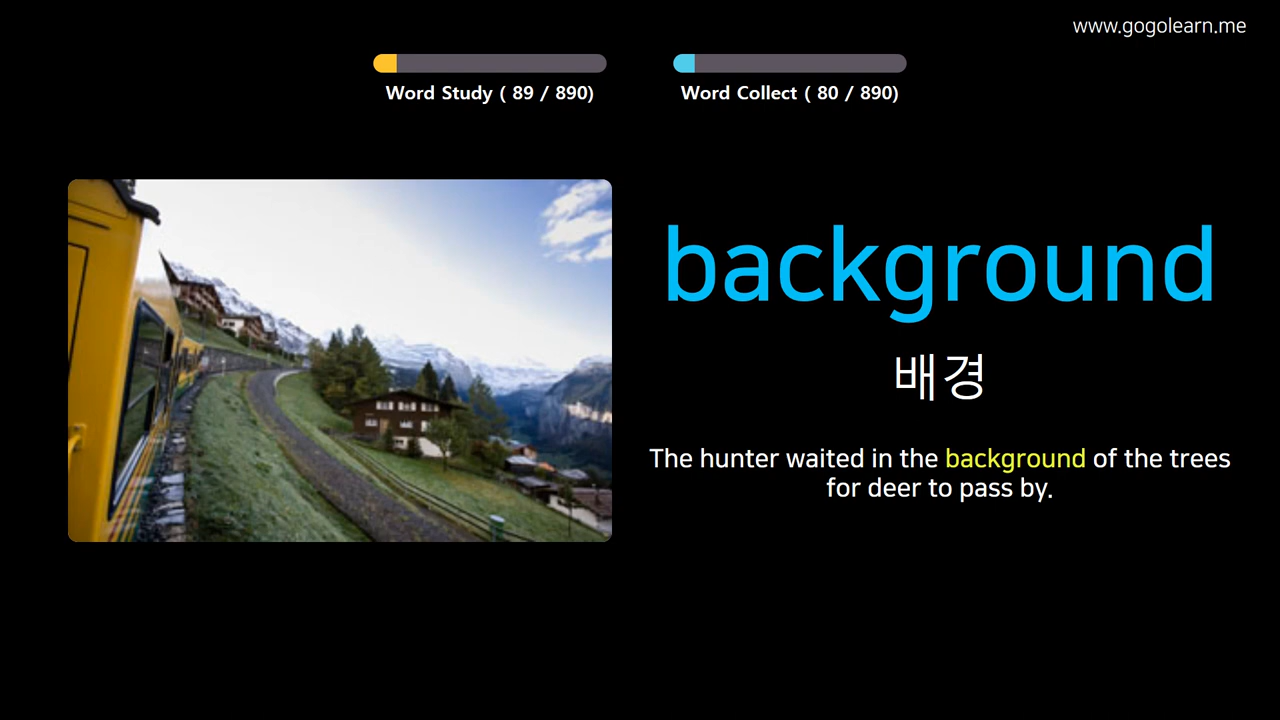 www.gogolearn.me
Word Study ( 89 / 890)
Word Collect ( 80 / 890)
background
배경
The hunter waited in the background of the trees
for deer to pass by.